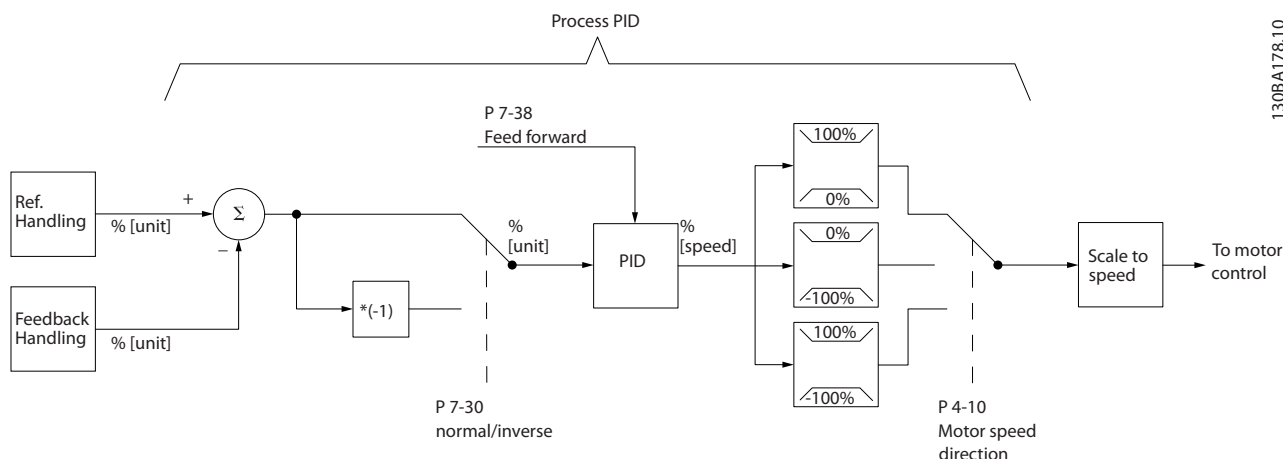 Process PID
130BA178.10
P 7-38
Feed forward
100%
0%
Ref.
Handling
% [unit]
+
Σ
−
%
[unit]
PID
%
[speed]
0%
-100%
Scale to
speed
To motor
control
Feedback
Handling
% [unit]
*(-1)
100%
-100%
P 7-30
normal/inverse
P 4-10
Motor speed
direction